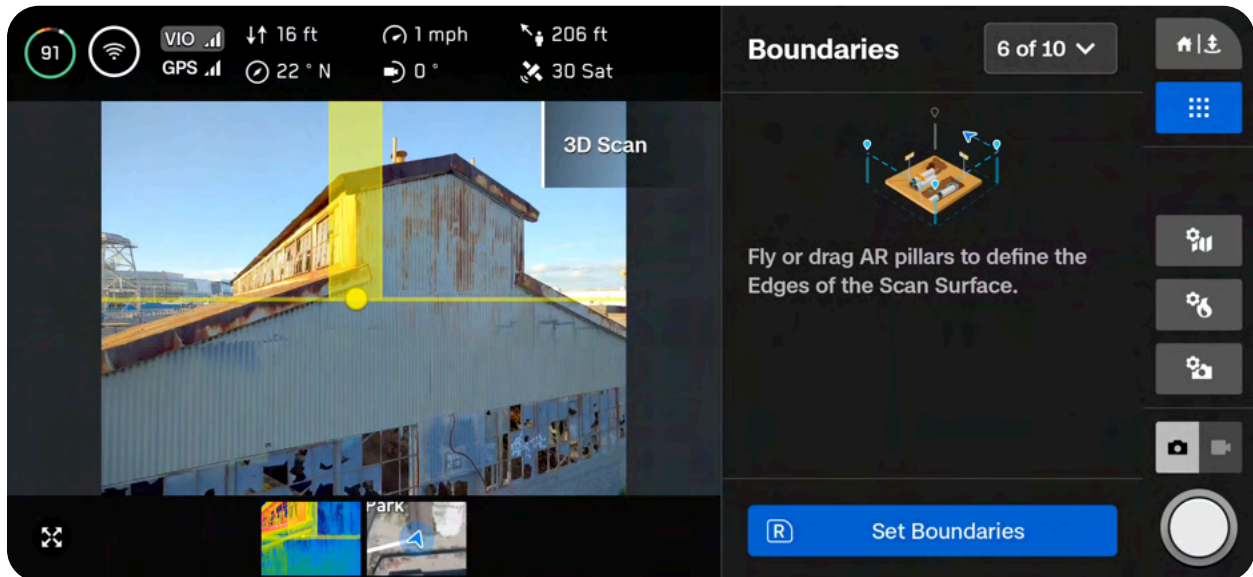 91
VIO
GPS
16 ft
22 ° N
1 mph
0 °
206 ft
30 Sat
3D Scan
Park
Boundaries
6 of 10
Fly or drag AR pillars to define the
Edges of the Scan Surface.
R
Set Boundaries